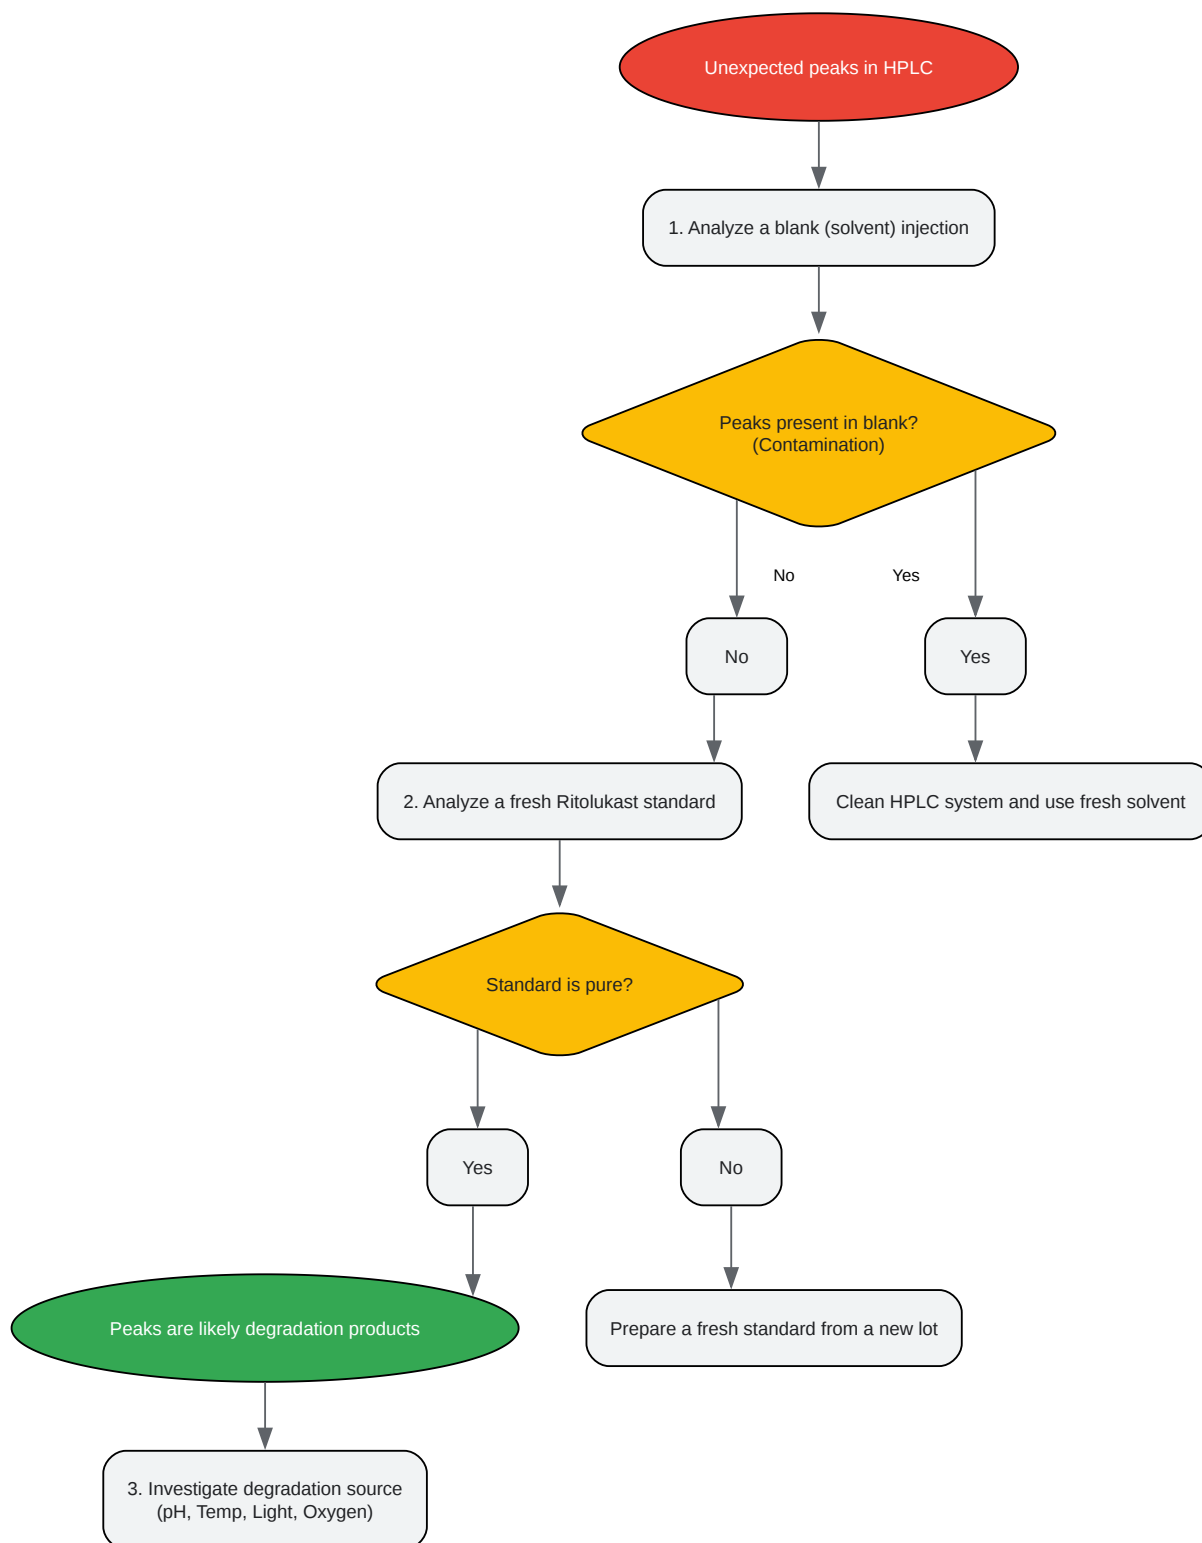 Unexpected peaks in HPLC
1. Analyze a blank (solvent) injection
Peaks present in blank?
(Contamination)
No
Yes
No
Yes
2. Analyze a fresh Ritolukast standard
Clean HPLC system and use fresh solvent
Standard is pure?
Yes
No
Peaks are likely degradation products
Prepare a fresh standard from a new lot
3. Investigate degradation source
(pH, Temp, Light, Oxygen)